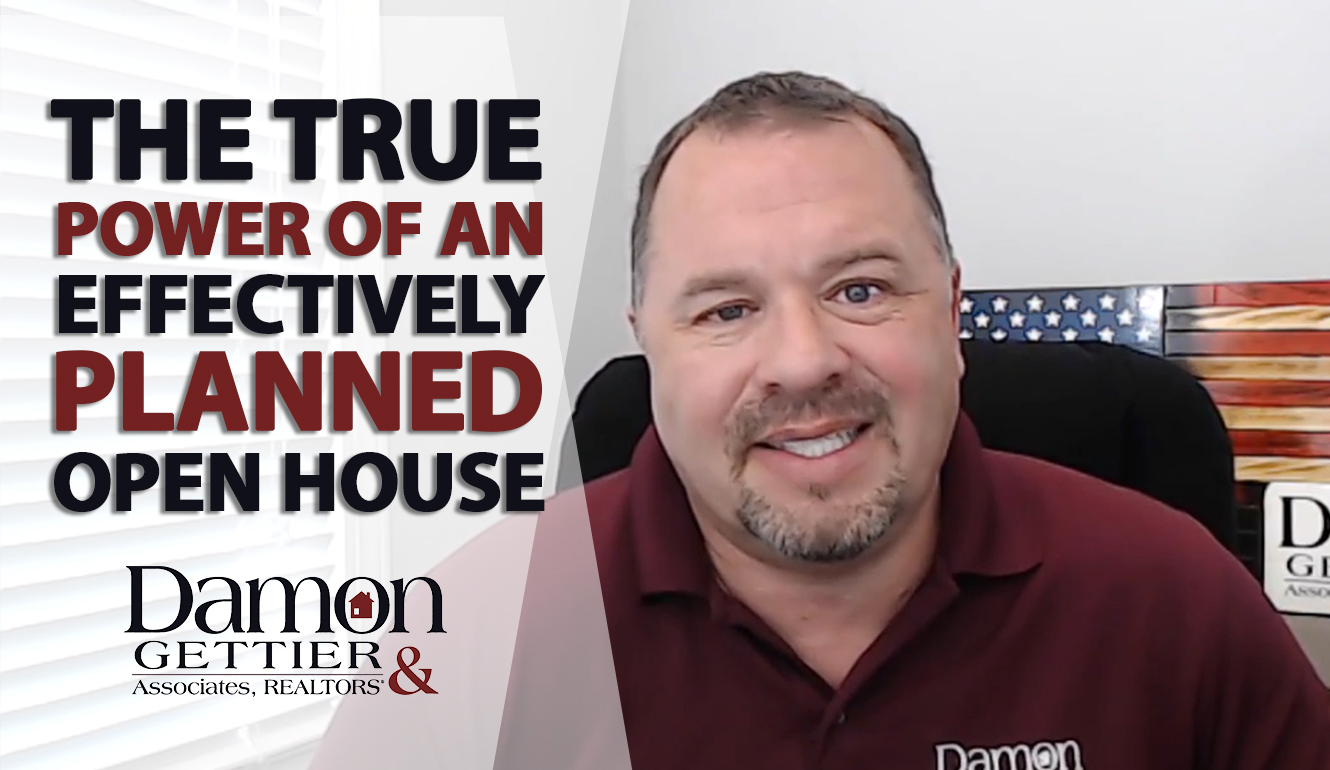 THE TRUE
POWER OF AN
EFFECTIVELY
PLANNED
OPEN HOUSE
Damon
GETTIER &
Associates, REALTORS®
Damon